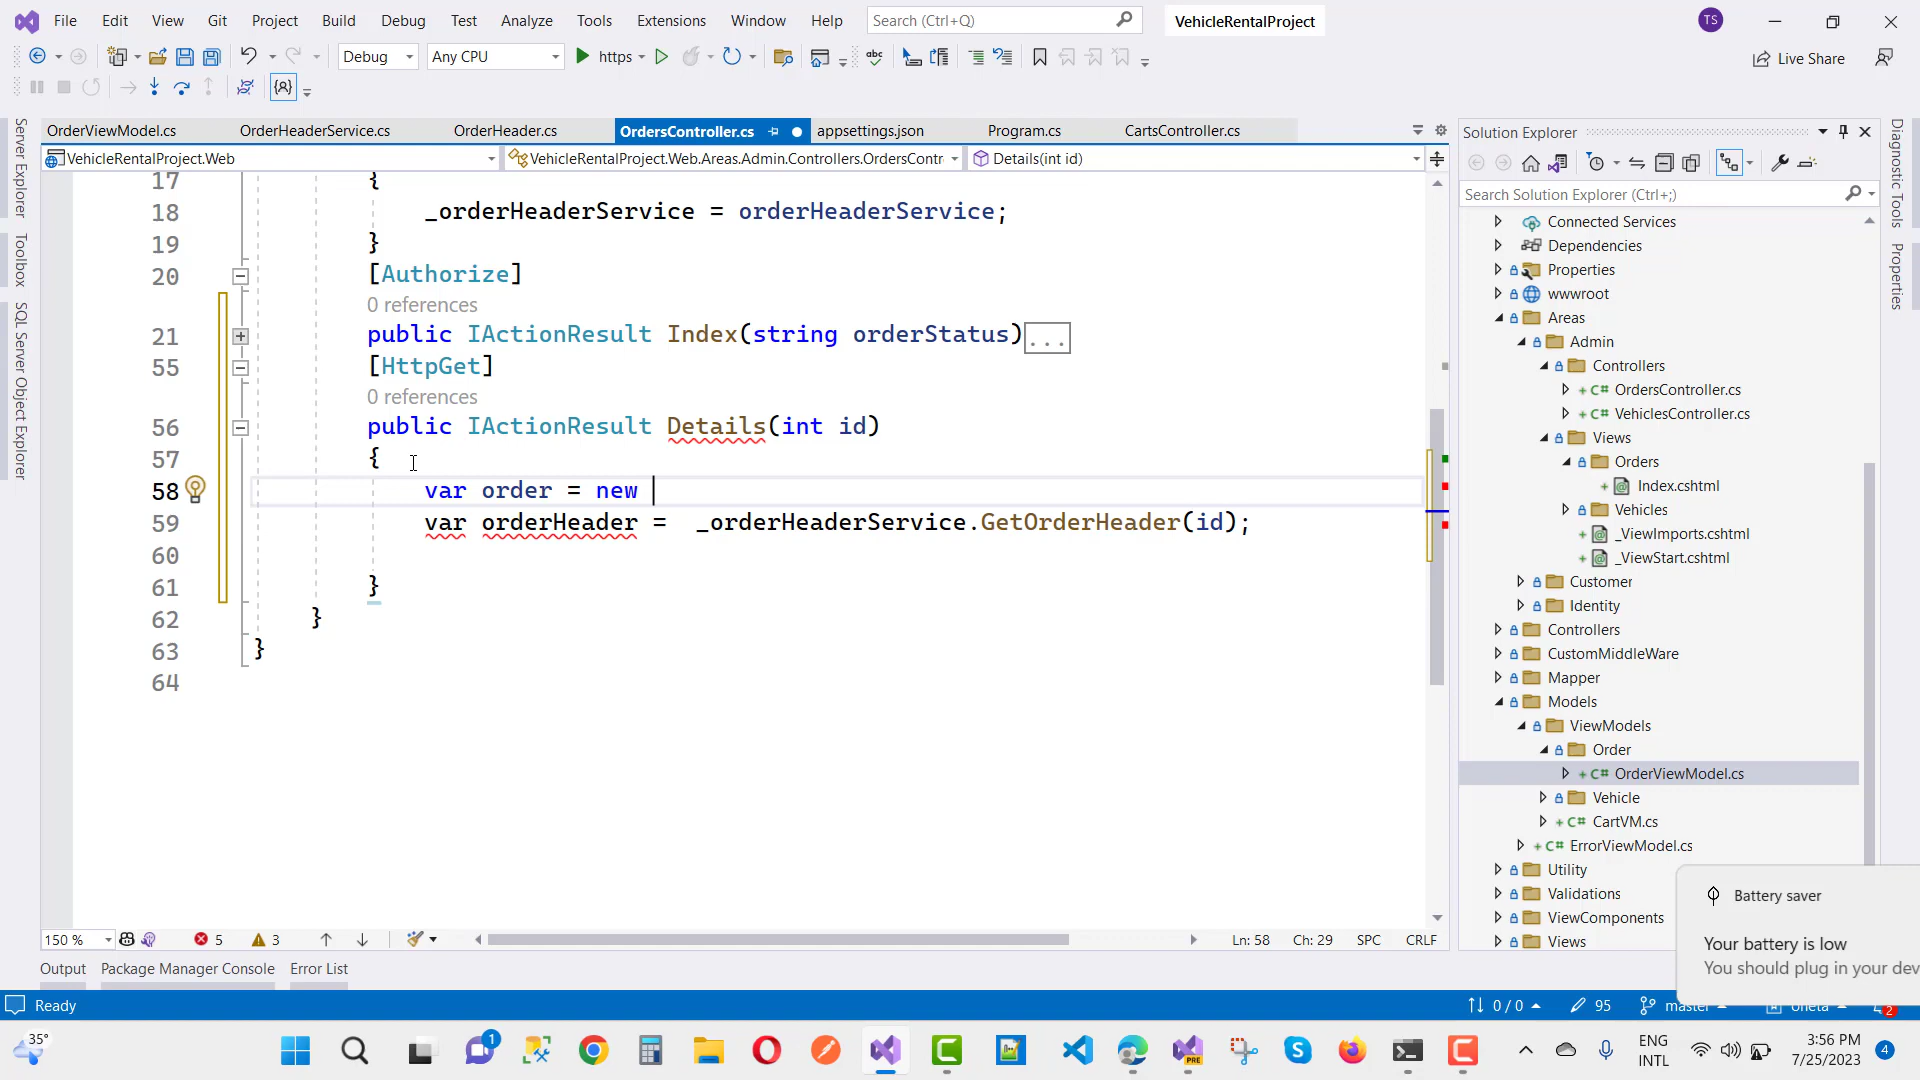 File Edit View Git Project Build Debug Test Analyze Tools Extensions Window Help Search (Ctrl+Q) VehicleRentalProject TS
Debug Any CPU https Live Share
OrderViewModel.cs OrderHeaderService.cs OrderHeader.cs OrdersController.cs appsettings.json Program.cs CartsController.cs
VehicleRentalProject.Web VehicleRentalProject.Web.Areas.Admin.Controllers.OrdersContr Details(int id)
17 {
18 _orderHeaderService = orderHeaderService;
19 }
20 [Authorize]
0 references
21 public IActionResult Index(string orderStatus)...
55 [HttpGet]
0 references
56 public IActionResult Details(int id)
57 {
58 var order = new
59 var orderHeader =  _orderHeaderService.GetOrderHeader(id);
60
61 }
62 }
63 }
64
150 % 5 3 Ln: 58 Ch: 29 SPC CRLF
Output Package Manager Console Error List
Ready 0 / 0 95 master
Server Explorer
Toolbox
SQL Server Object Explorer
Solution Explorer
Search Solution Explorer (Ctrl+;)
Connected Services
Dependencies
Properties
wwwroot
Areas
Admin
Controllers
OrdersController.cs
VehiclesController.cs
Views
Orders
Index.cshtml
Vehicles
_ViewImports.cshtml
_ViewStart.cshtml
Customer
Identity
Controllers
CustomMiddleWare
Mapper
Models
ViewModels
Order
OrderViewModel.cs
Vehicle
CartVM.cs
ErrorViewModel.cs
Utility
Validations
ViewComponents
Views
Diagnostic Tools
Properties
Battery saver
Your battery is low
You should plug in your dev
2
35°
1
PRE
ENG
INTL
3:56 PM
7/25/2023
4